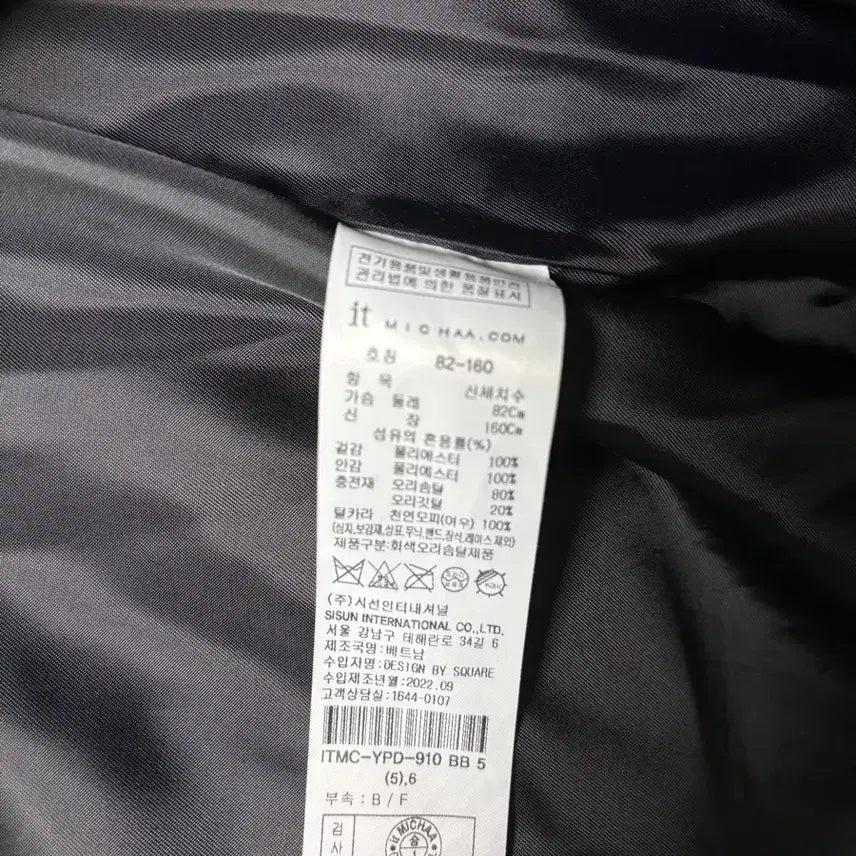 전기용품및생활용품안전
관리법에 의한 품질표시
it MICHAA.COM
호칭 82-160
항 목 신체치수
가슴 둘레 82Cm
신 장 160Cm
섬유의 혼용률(%)
겉감 폴리에스터 100%
안감 폴리에스터 100%
충전재 오리솜털 80%
오리깃털 20%
털카라 천연모피(여우) 100%
(심지,보강재,상표,무늬,밴드,장식,레이스 제외)
제품구분:회색오리솜털제품
(주)시선인터내셔널
SISUN INTERNATIONAL CO.,LTD.
서울 강남구 테헤란로 34길 6
제조국명:베트남
수입자명:DESIGN BY SQUARE
수입제조년월:2022.09
고객상담실:1644-0107
ITMC-YPD-910 BB 5
(5),6
부속:B/F
검
사
it MICHAA
합